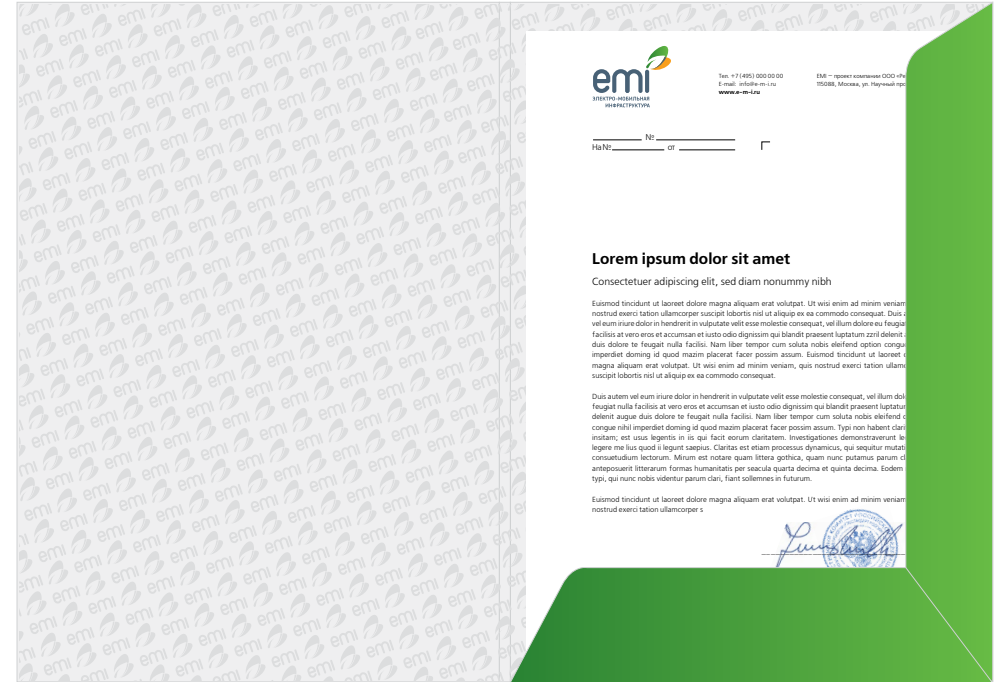 emi
ЭЛЕКТРО-МОБИЛЬНАЯ
ИНФРАСТРУКТУРА
Тел. +7 (495) 000 00 00
E-mail: info@e-m-i.ru
www.e-m-i.ru
EMI — проект компании ООО «Ре
115088, Москва, ул. Научный про
№
На № от
Lorem ipsum dolor sit amet
Consectetuer adipiscing elit, sed diam nonummy nibh
Euismod tincidunt ut laoreet dolore magna aliquam erat volutpat. Ut wisi enim ad minim veniam
nostrud exerci tation ullamcorper suscipit lobortis nisl ut aliquip ex ea commodo consequat. Duis
vel eum iriure dolor in hendrerit in vulputate velit esse molestie consequat, vel illum dolore eu feugiat
facilisis at vero eros et accumsan et iusto odio dignissim qui blandit praesent luptatum zzril delenit
duis dolore te feugait nulla facilisi. Nam liber tempor cum soluta nobis eleifend option congue
imperdiet doming id quod mazim placerat facer possim assum. Euismod tincidunt ut laoreet
magna aliquam erat volutpat. Ut wisi enim ad minim veniam, quis nostrud exerci tation ullamc
suscipit lobortis nisl ut aliquip ex ea commodo consequat.
Duis autem vel eum iriure dolor in hendrerit in vulputate velit esse molestie consequat, vel illum dolo
feugiat nulla facilisis at vero eros et accumsan et iusto odio dignissim qui blandit praesent luptatum
delenit augue duis dolore te feugait nulla facilisi. Nam liber tempor cum soluta nobis eleifend
congue nihil imperdiet doming id quod mazim placerat facer possim assum. Typi non habent clari
insitam; est usus legentis in iis qui facit eorum claritatem. Investigationes demonstraverunt le
legere me lius quod ii legunt saepius. Claritas est etiam processus dynamicus, qui sequitur mutati
consuetudium lectorum. Mirum est notare quam littera gothica, quam nunc putamus parum cl
anteposuerit litterarum formas humanitatis per seacula quarta decima et quinta decima. Eodem
typi, qui nunc nobis videntur parum clari, fiant sollemnes in futurum.
Euismod tincidunt ut laoreet dolore magna aliquam erat volutpat. Ut wisi enim ad minim veniam
nostrud exerci tation ullamcorper s